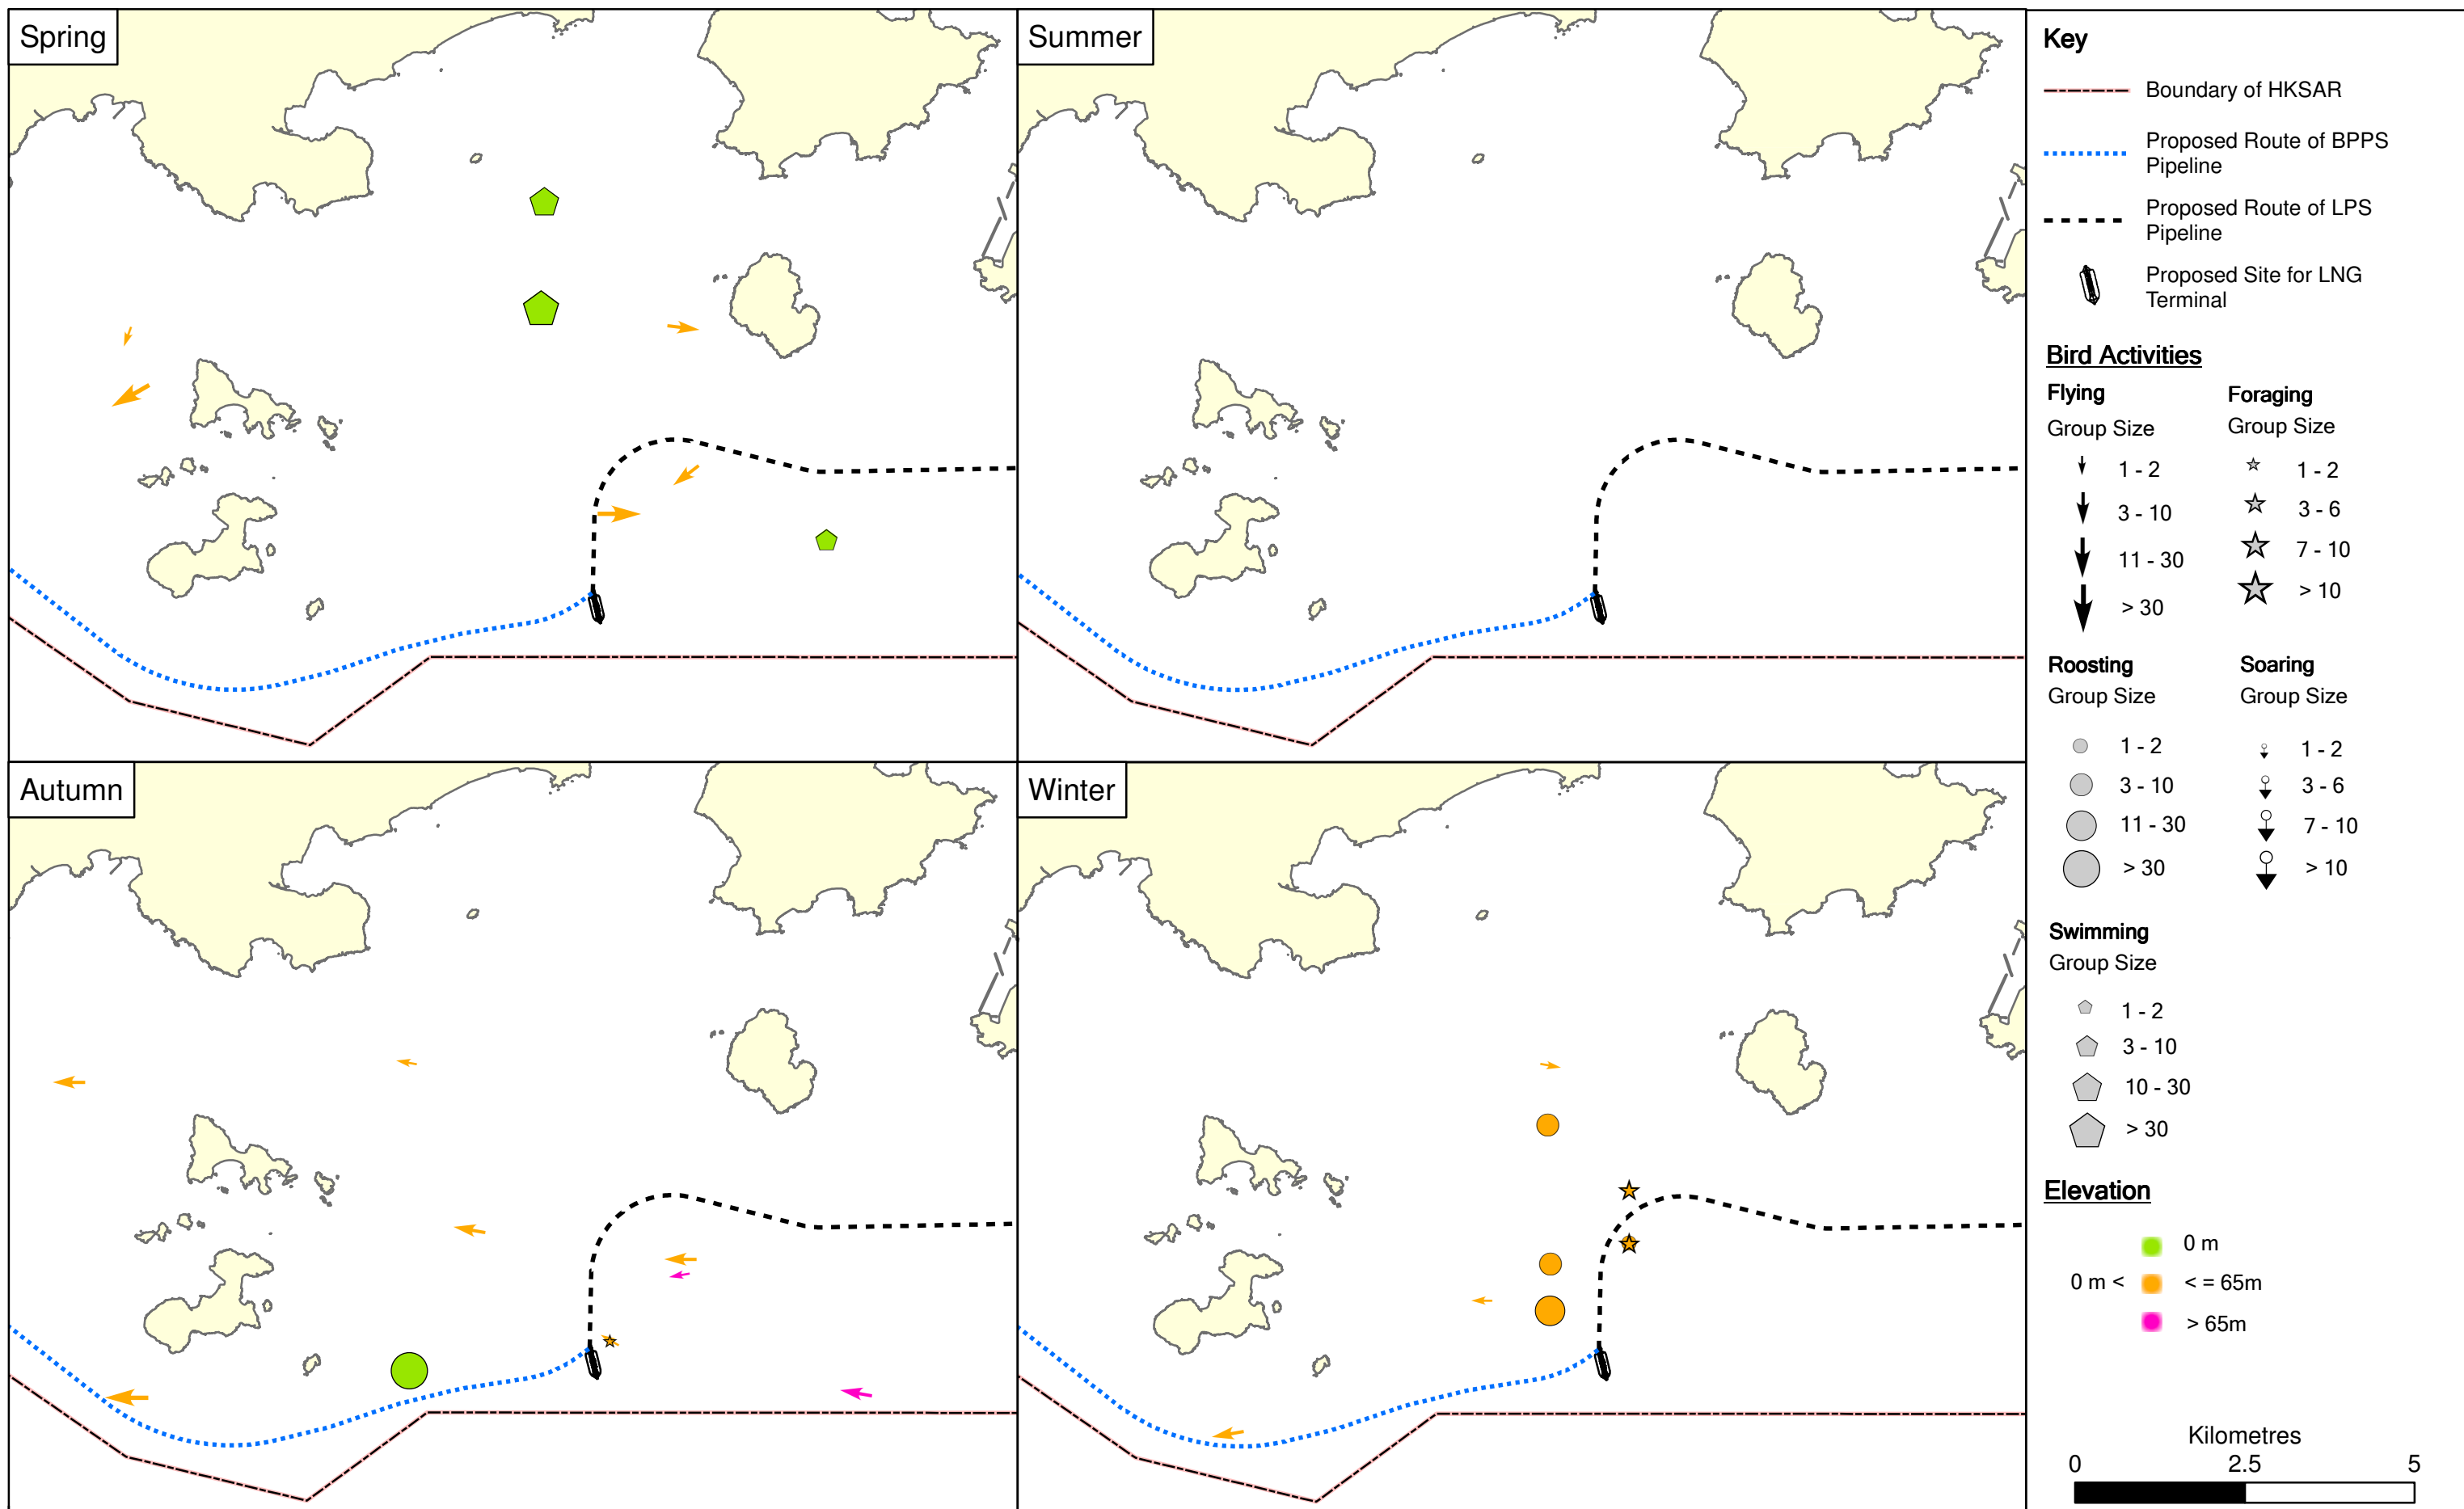 Spring
Summer
Autumn
Winter
Key
Boundary of HKSAR
Proposed Route of BPPS
Pipeline
Proposed Route of LPS
Pipeline
Proposed Site for LNG
Terminal
Bird Activities
Flying
Group Size
1 - 2
3 - 10
11 - 30
> 30
Foraging
Group Size
1 - 2
3 - 6
7 - 10
> 10
Roosting
Group Size
1 - 2
3 - 10
11 - 30
> 30
Soaring
Group Size
1 - 2
3 - 6
7 - 10
> 10
Swimming
Group Size
1 - 2
3 - 10
10 - 30
> 30
Elevation
0 m
0 m < < = 65m
> 65m
Kilometres
0 2.5 5